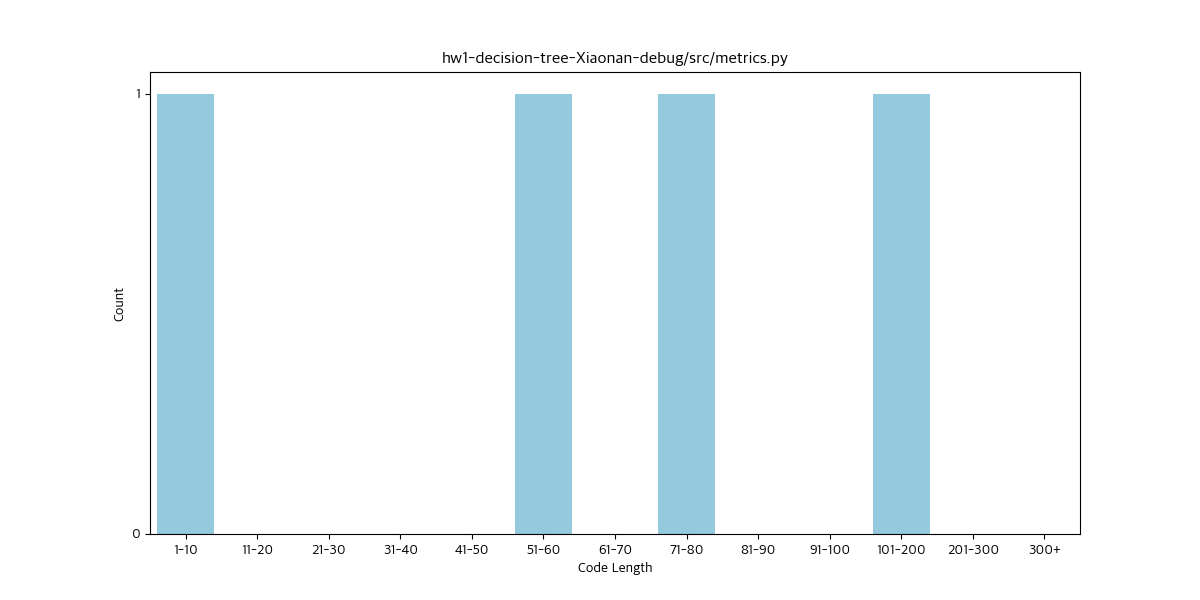 hw1-decision-tree-Xiaonan-debug/src/metrics.py
1
Count
0
1-10 11-20 21-30 31-40 41-50 51-60 61-70 71-80 81-90 91-100 101-200 201-300 300+
Code Length